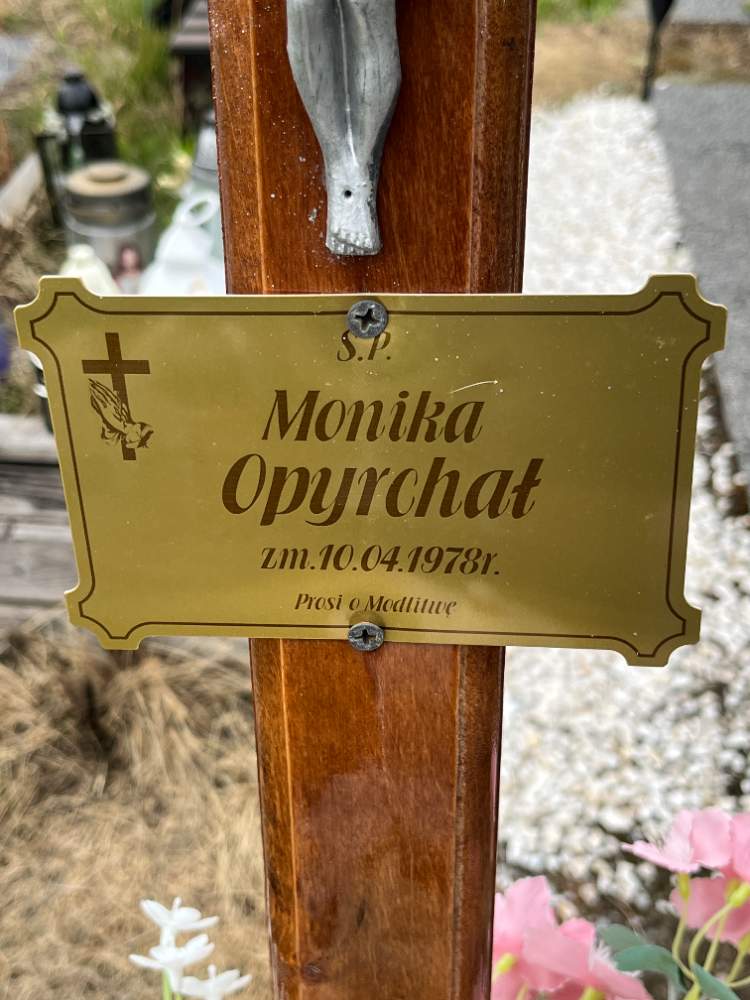 Ś.P.
Monika
Opyrchał
zm.10.04.1978r.
Prosi o Modlitwę